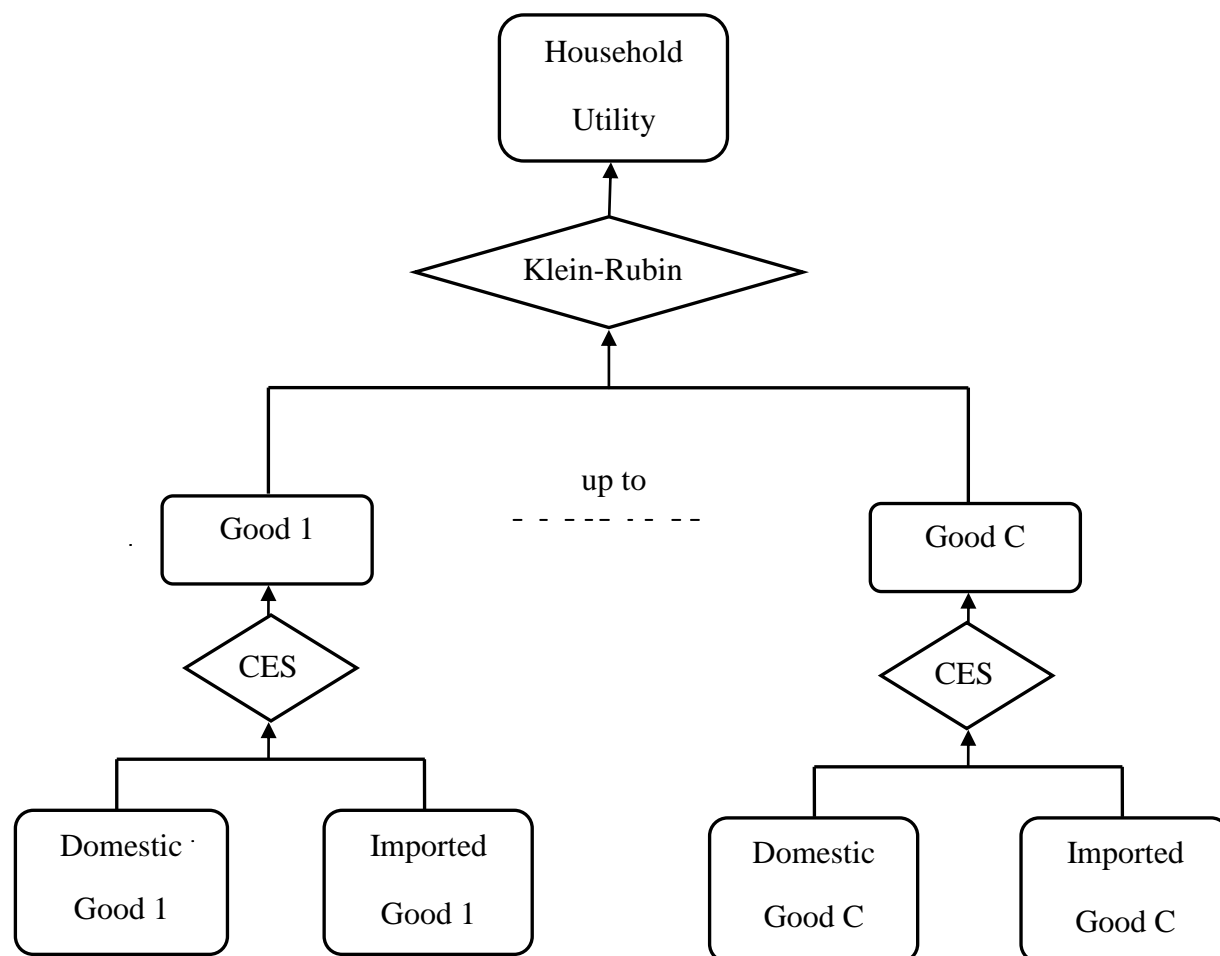 Household
Utility
Klein-Rubin
up to
Good 1
Good C
CES
CES
Domestic
Good 1
Imported
Good 1
Domestic
Good C
Imported
Good C